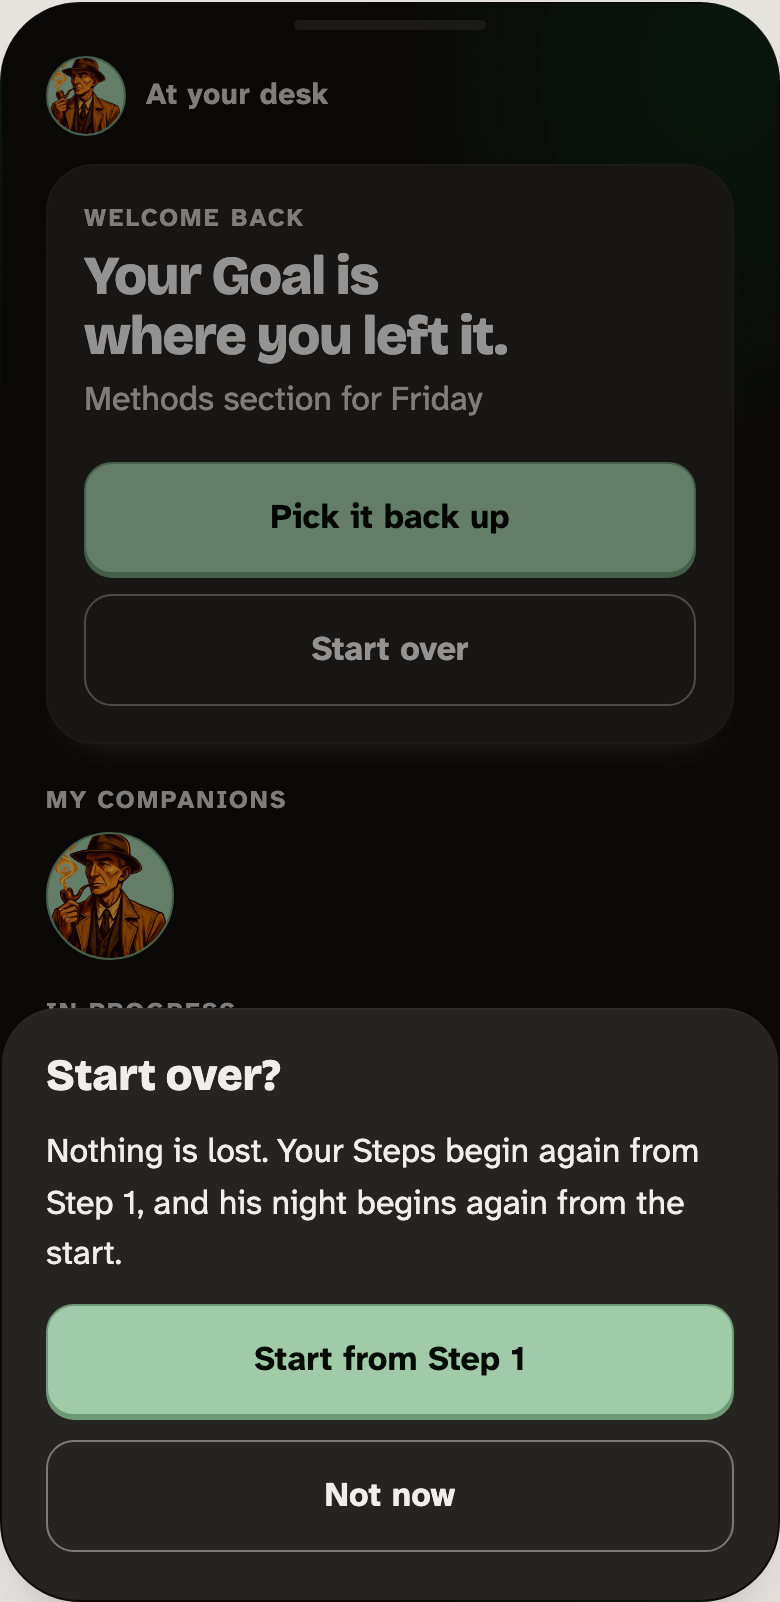 At your desk
WELCOME BACK
Your Goal is
where you left it.
Methods section for Friday
Pick it back up
Start over
MY COMPANIONS
IN PROGRESS
Start over?
Nothing is lost. Your Steps begin again from
Step 1, and his night begins again from the
start.
Start from Step 1
Not now